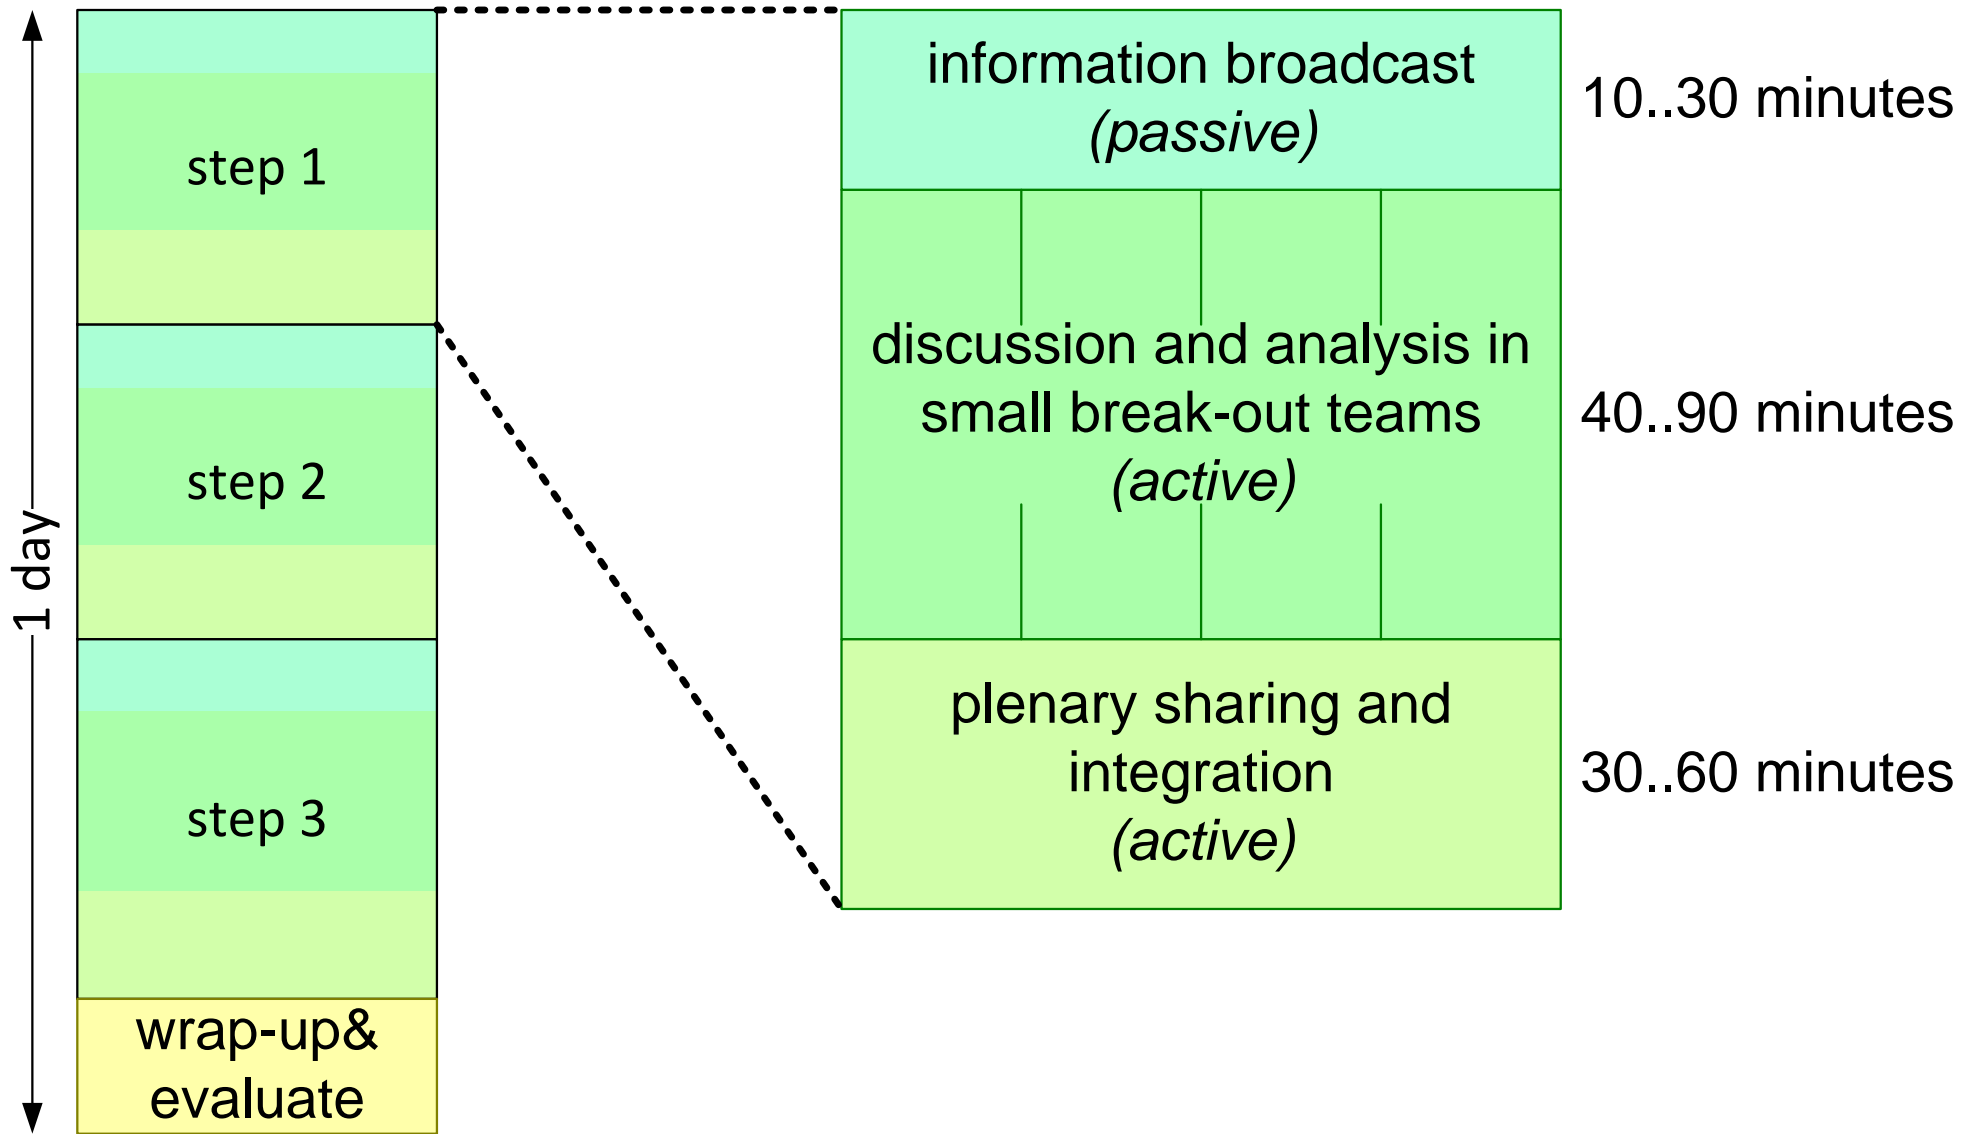 1 day
step 1
step 2
step 3
wrap-up&
evaluate
information broadcast
(passive)
10..30 minutes
discussion and analysis in
small break-out teams
(active)
40..90 minutes
plenary sharing and
integration
(active)
30..60 minutes